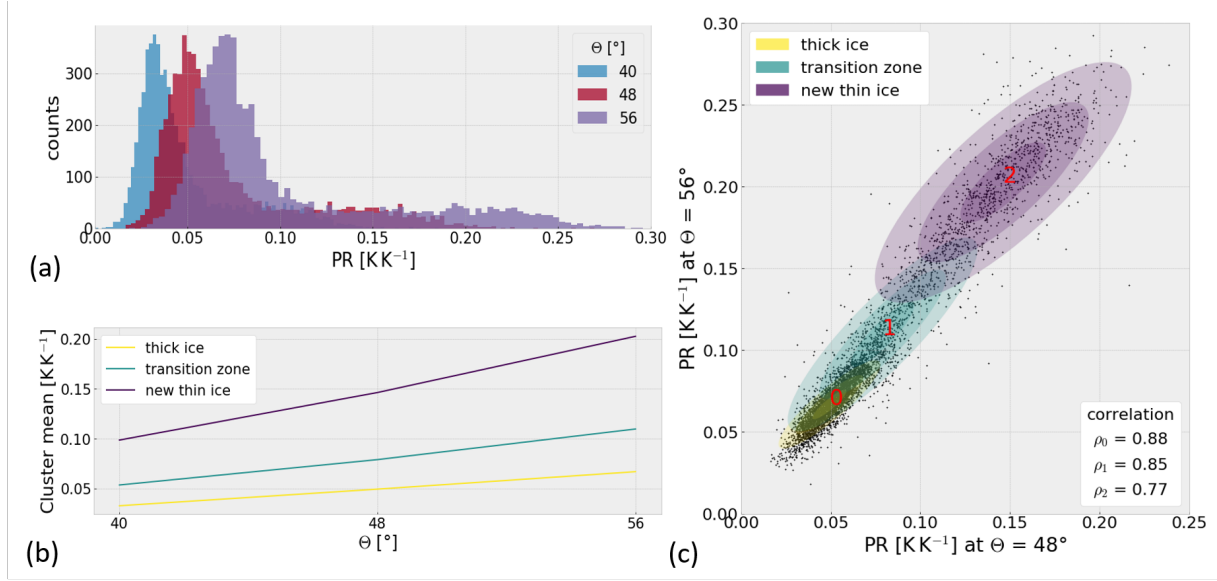 Θ [°]
40
48
56
counts
300
200
100
0
0.00 0.05 0.10 0.15 0.20 0.25 0.30
PR [K K⁻¹]
(a)
Cluster mean [K K⁻¹]
0.20
0.15
0.10
0.05
thick ice
transition zone
new thin ice
40 48 56
Θ [°]
(b)
PR [K K⁻¹] at Θ = 56°
0.30
0.25
0.20
0.15
0.10
0.05
0.00
thick ice
transition zone
new thin ice
2
1
0
correlation
ρ₀ = 0.88
ρ₁ = 0.85
ρ₂ = 0.77
0.00 0.05 0.10 0.15 0.20 0.25
PR [K K⁻¹] at Θ = 48°
(c)